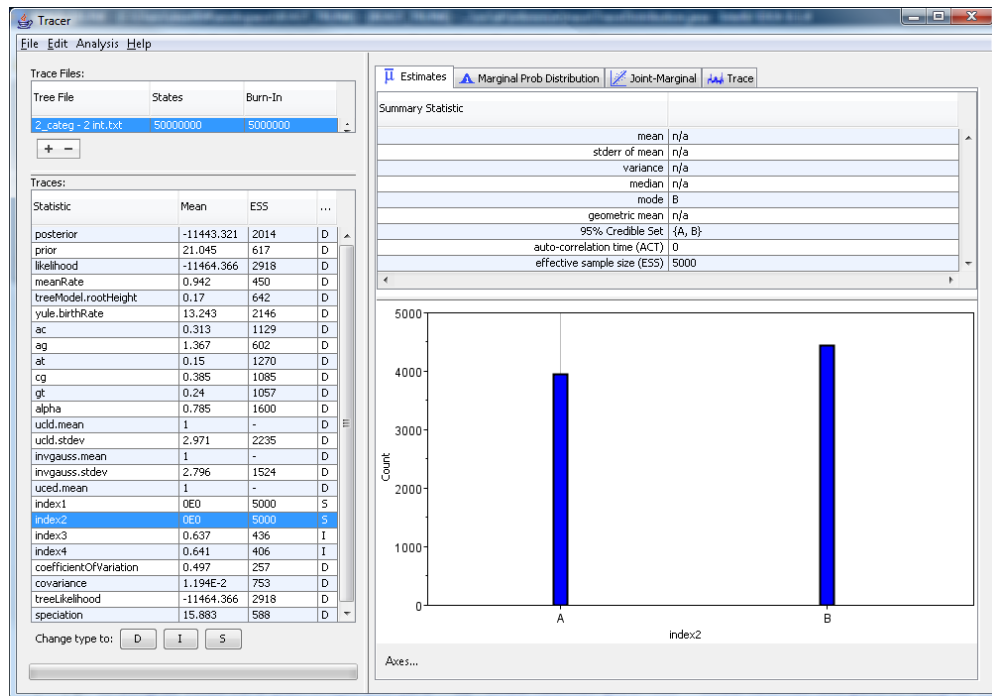 Tracer
File Edit Analysis Help
Trace Files:
Tree File States Burn-In
2_categ - 2 int.txt 50000000 5000000
+ -
Traces:
Statistic Mean ESS ...
posterior -11443.321 2014 D
prior 21.045 617 D
likelihood -11464.366 2918 D
meanRate 0.942 450 D
treeModel.rootHeight 0.17 642 D
yule.birthRate 13.243 2146 D
ac 0.313 1129 D
ag 1.367 602 D
at 0.15 1270 D
cg 0.385 1085 D
gt 0.24 1057 D
alpha 0.785 1600 D
ucld.mean 1 - D
ucld.stdev 2.971 2235 D
invgauss.mean 1 - D
invgauss.stdev 2.796 1524 D
uced.mean 1 - D
index1 0E0 5000 S
index2 0E0 5000 S
index3 0.637 436 I
index4 0.641 406 I
coefficientOfVariation 0.497 257 D
covariance 1.194E-2 753 D
treeLikelihood -11464.366 2918 D
speciation 15.883 588 D
Change type to: D I S
μ Estimates Marginal Prob Distribution Joint-Marginal Trace
Summary Statistic
mean n/a
stderr of mean n/a
variance n/a
median n/a
mode B
geometric mean n/a
95% Credible Set {A, B}
auto-correlation time (ACT) 0
effective sample size (ESS) 5000
5000
4000
3000
2000
1000
0
Count
A B
index2
Axes...